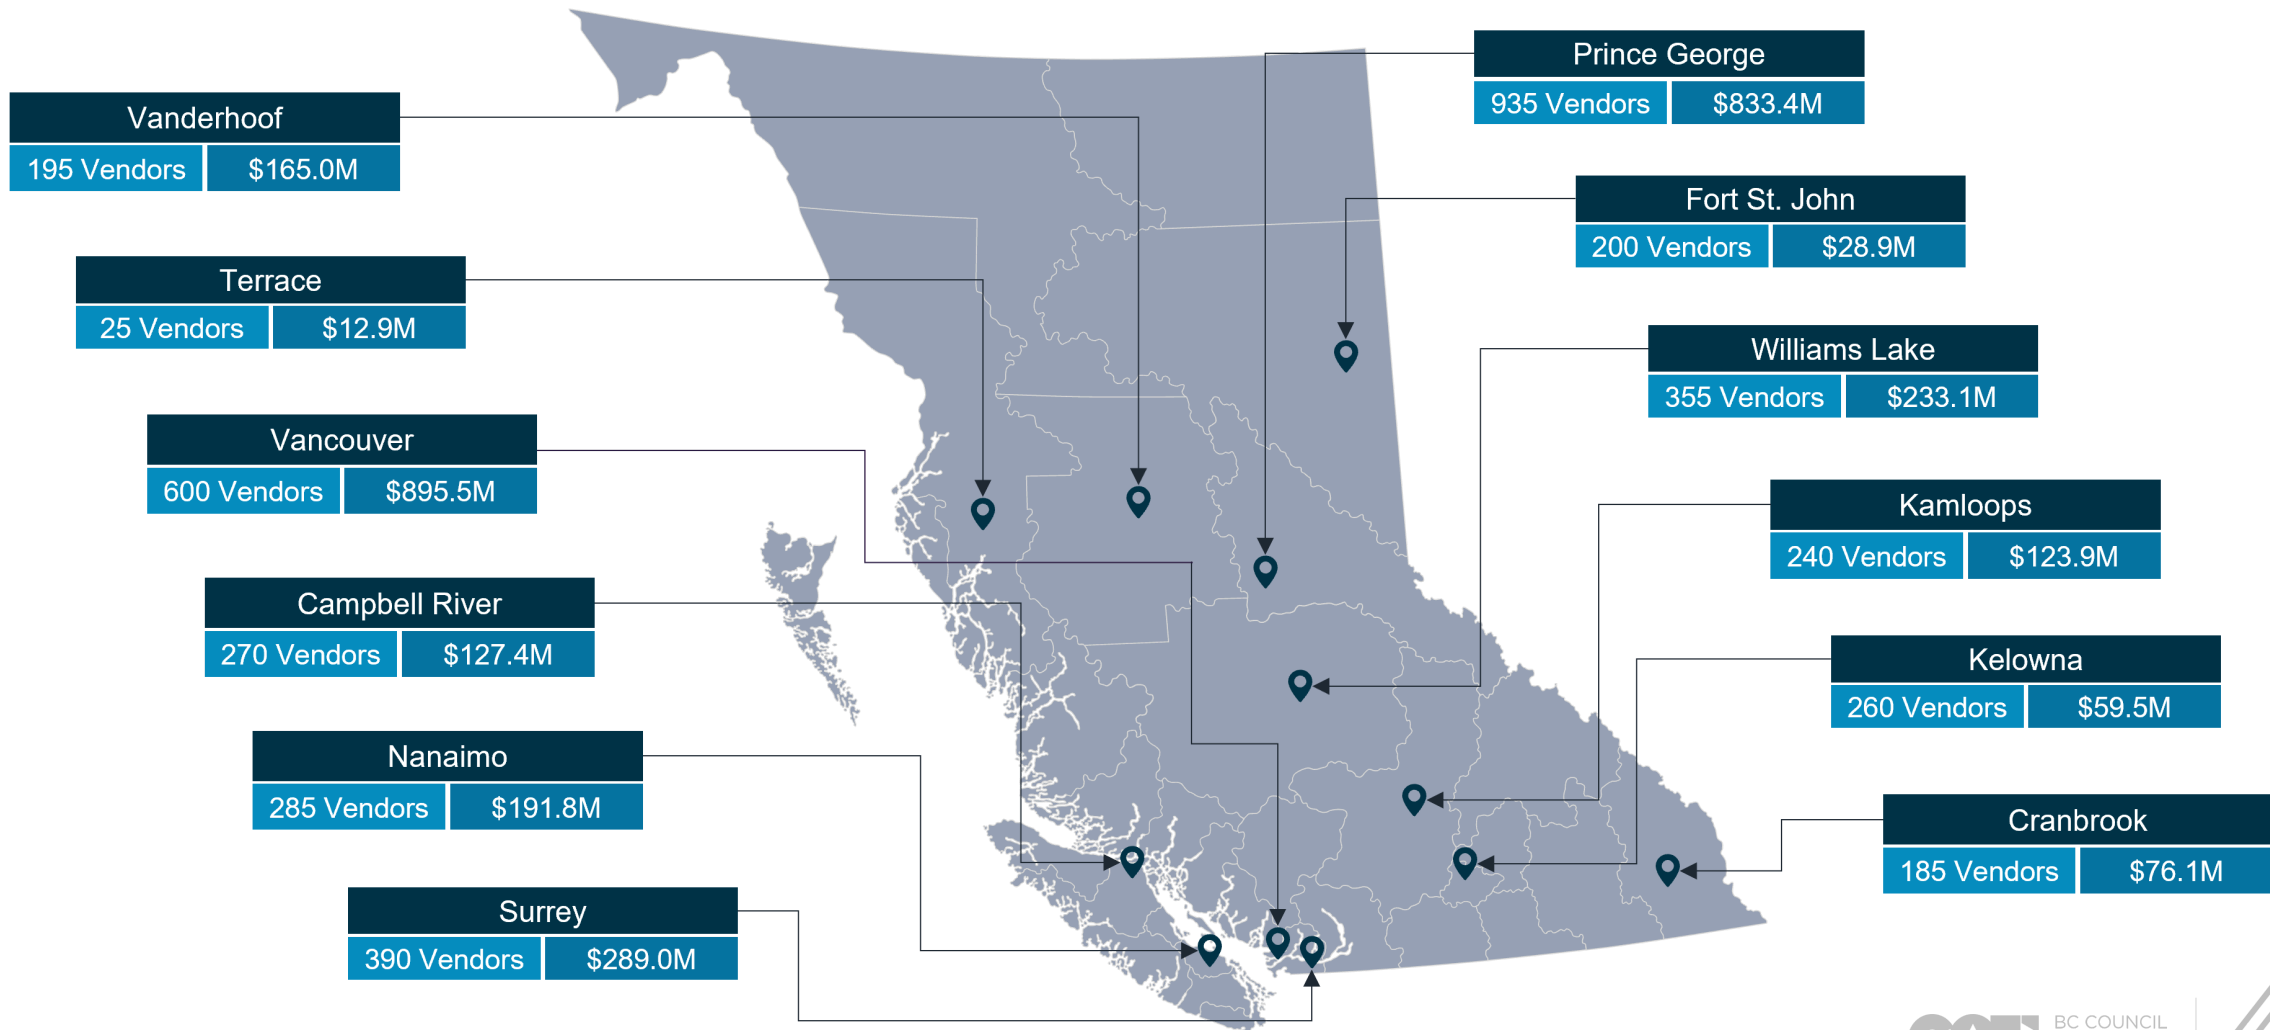 Prince George
935 Vendors $833.4M
Vanderhoof
195 Vendors $165.0M
Fort St. John
200 Vendors $28.9M
Terrace
25 Vendors $12.9M
Williams Lake
355 Vendors $233.1M
Vancouver
600 Vendors $895.5M
Kamloops
240 Vendors $123.9M
Campbell River
270 Vendors $127.4M
Kelowna
260 Vendors $59.5M
Nanaimo
285 Vendors $191.8M
Cranbrook
185 Vendors $76.1M
Surrey
390 Vendors $289.0M
BC COUNCIL